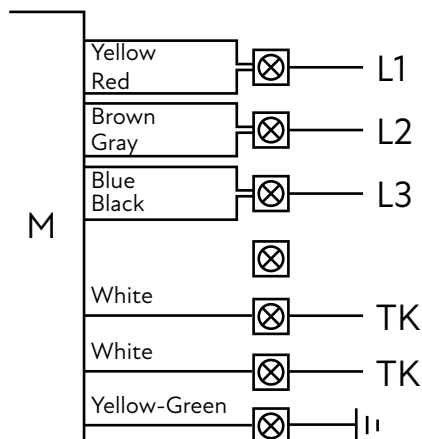 Yellow
Red
L1
Brown
Gray
L2
Blue
Black
L3
M
White
TK
White
TK
Yellow-Green